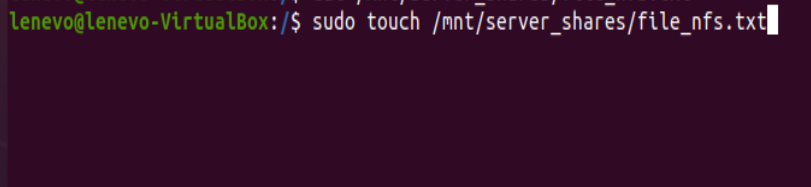 lenevo@lenevo-VirtualBox:/$ sudo touch /mnt/server_shares/file_nfs.txt